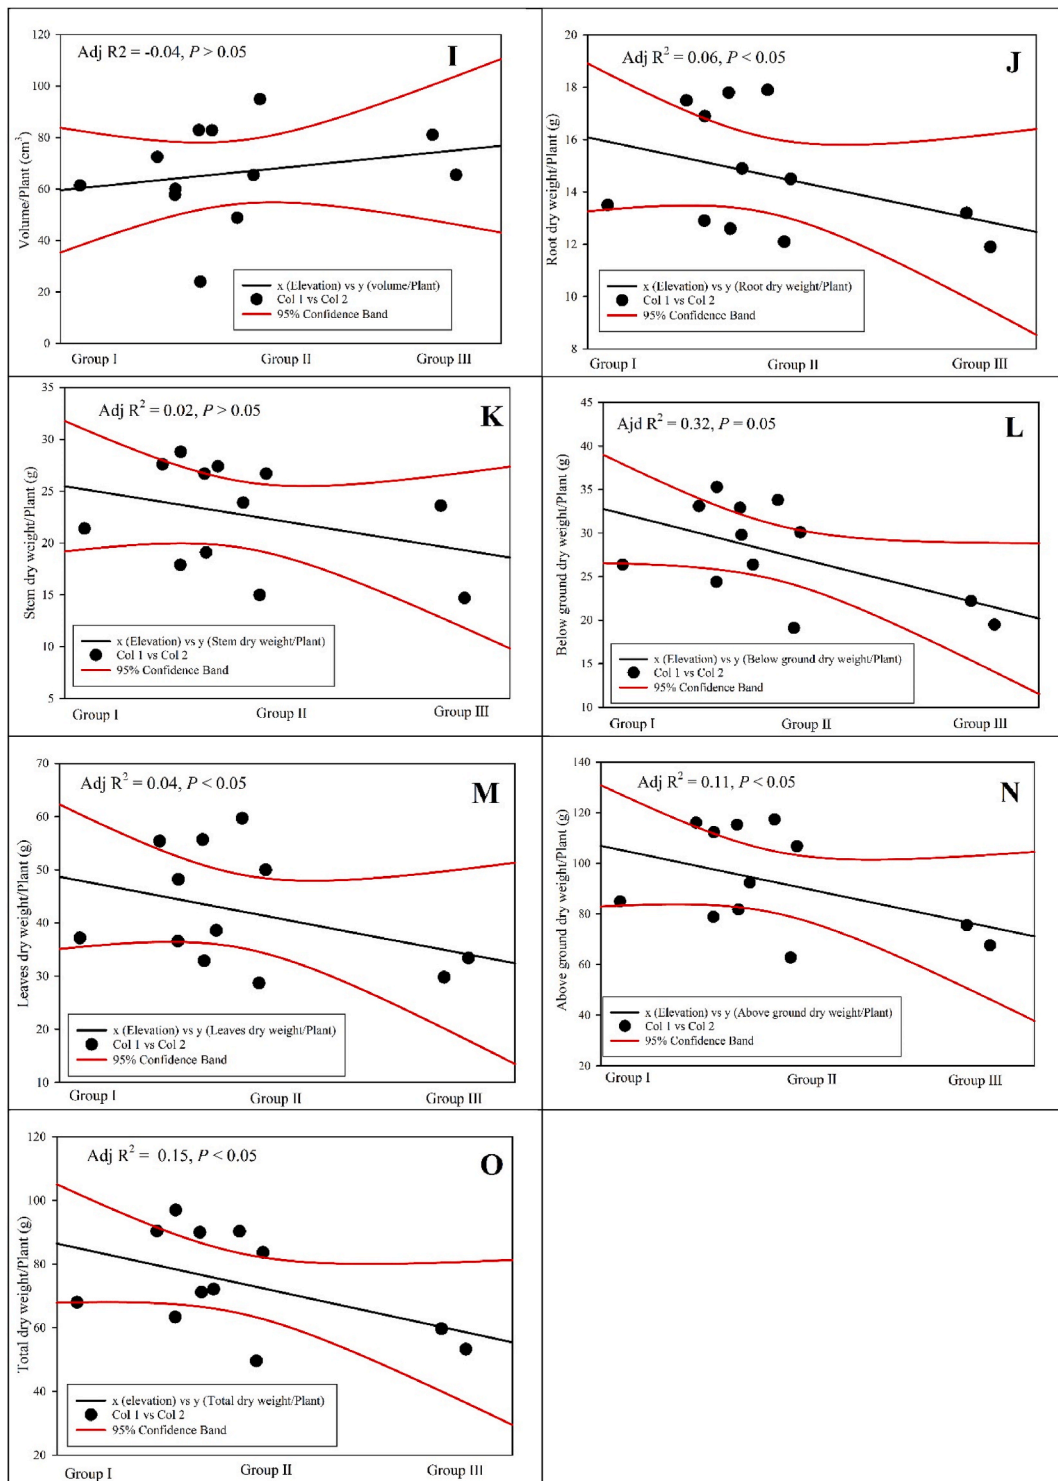 Adj R2 = -0.04, P > 0.05
I
Volume/Plant (cm³)
120
100
80
60
40
20
0
x (Elevation) vs y (volume/Plant)
Col 1 vs Col 2
95% Confidence Band
Group I
Group II
Group III
Adj R² = 0.06, P < 0.05
J
Root dry weight/Plant (g)
20
18
16
14
12
10
8
x (Elevation) vs y (Root dry weight/Plant)
Col 1 vs Col 2
95% Confidence Band
Group I
Group II
Group III
Adj R² = 0.02, P > 0.05
K
Stem dry weight/Plant (g)
35
30
25
20
15
10
5
x (Elevation) vs y (Stem dry weight/Plant)
Col 1 vs Col 2
95% Confidence Band
Group I
Group II
Group III
Ajd R² = 0.32, P = 0.05
L
Below ground dry weight/Plant (g)
45
40
35
30
25
20
15
10
x (Elevation) vs y (Below ground dry weight/Plant)
Col 1 vs Col 2
95% Confidence Band
Group I
Group II
Group III
Adj R² = 0.04, P < 0.05
M
Leaves dry weight/Plant (g)
70
60
50
40
30
20
10
x (Elevation) vs y (Leaves dry weight/Plant)
Col 1 vs Col 2
95% Confidence Band
Group I
Group II
Group III
Adj R² = 0.11, P < 0.05
N
Above ground dry weight/Plant (g)
140
120
100
80
60
40
20
x (Elevation) vs y (Above ground dry weight/Plant)
Col 1 vs Col 2
95% Confidence Band
Group I
Group II
Group III
Adj R² = 0.15, P < 0.05
O
Total dry weight/Plant (g)
120
100
80
60
40
20
x (elevation) vs y (Total dry weight/Plant)
Col 1 vs Col 2
95% Confidence Band
Group I
Group II
Group III